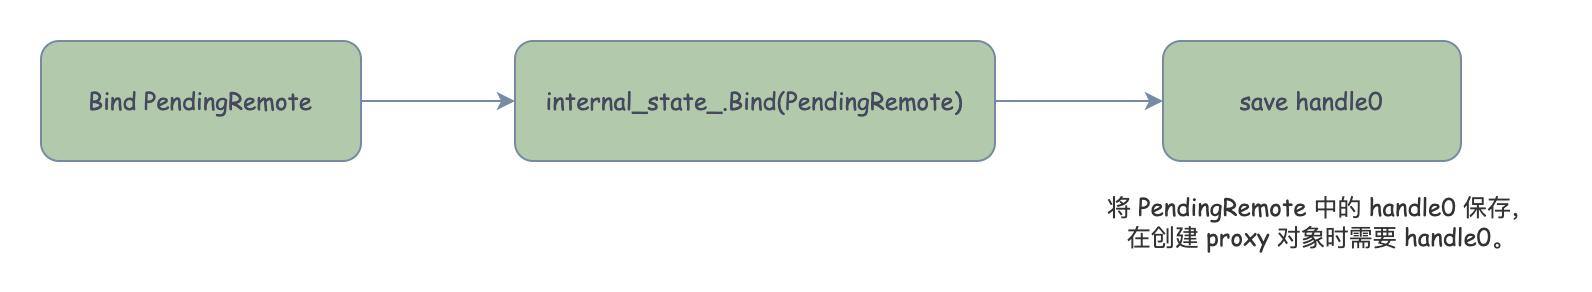 Bind PendingRemote
internal_state_.Bind(PendingRemote)
save handle0
将 PendingRemote 中的 handle0 保存,
在创建 proxy 对象时需要 handle0。